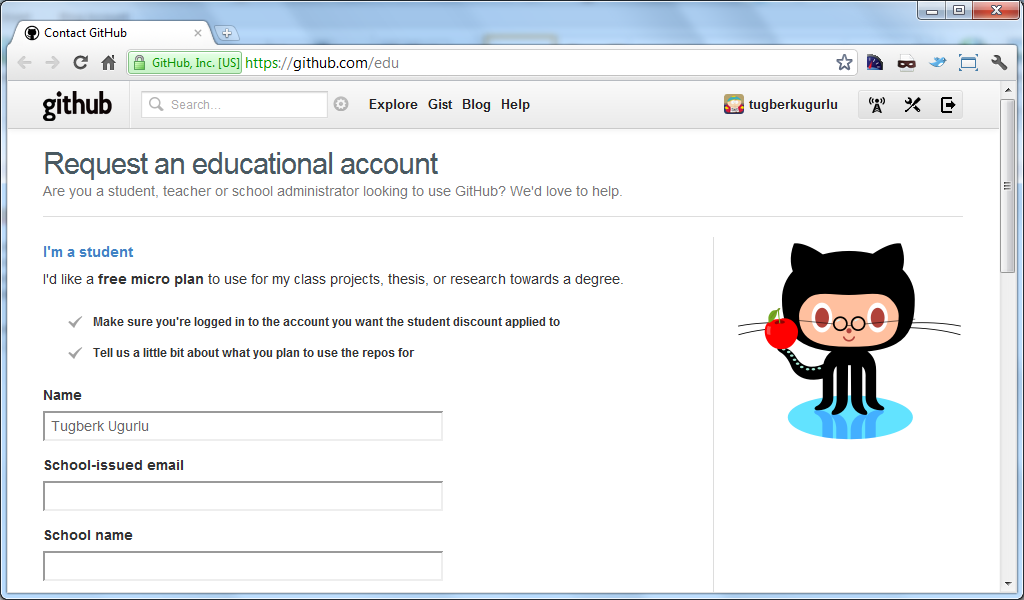 Contact GitHub
GitHub, Inc. [US] https://github.com/edu
github Search... Explore Gist Blog Help tugberkugurlu
Request an educational account
Are you a student, teacher or school administrator looking to use GitHub? We'd love to help.
I'm a student
I'd like a free micro plan to use for my class projects, thesis, or research towards a degree.
Make sure you're logged in to the account you want the student discount applied to
Tell us a little bit about what you plan to use the repos for
Name
Tugberk Ugurlu
School-issued email
School name